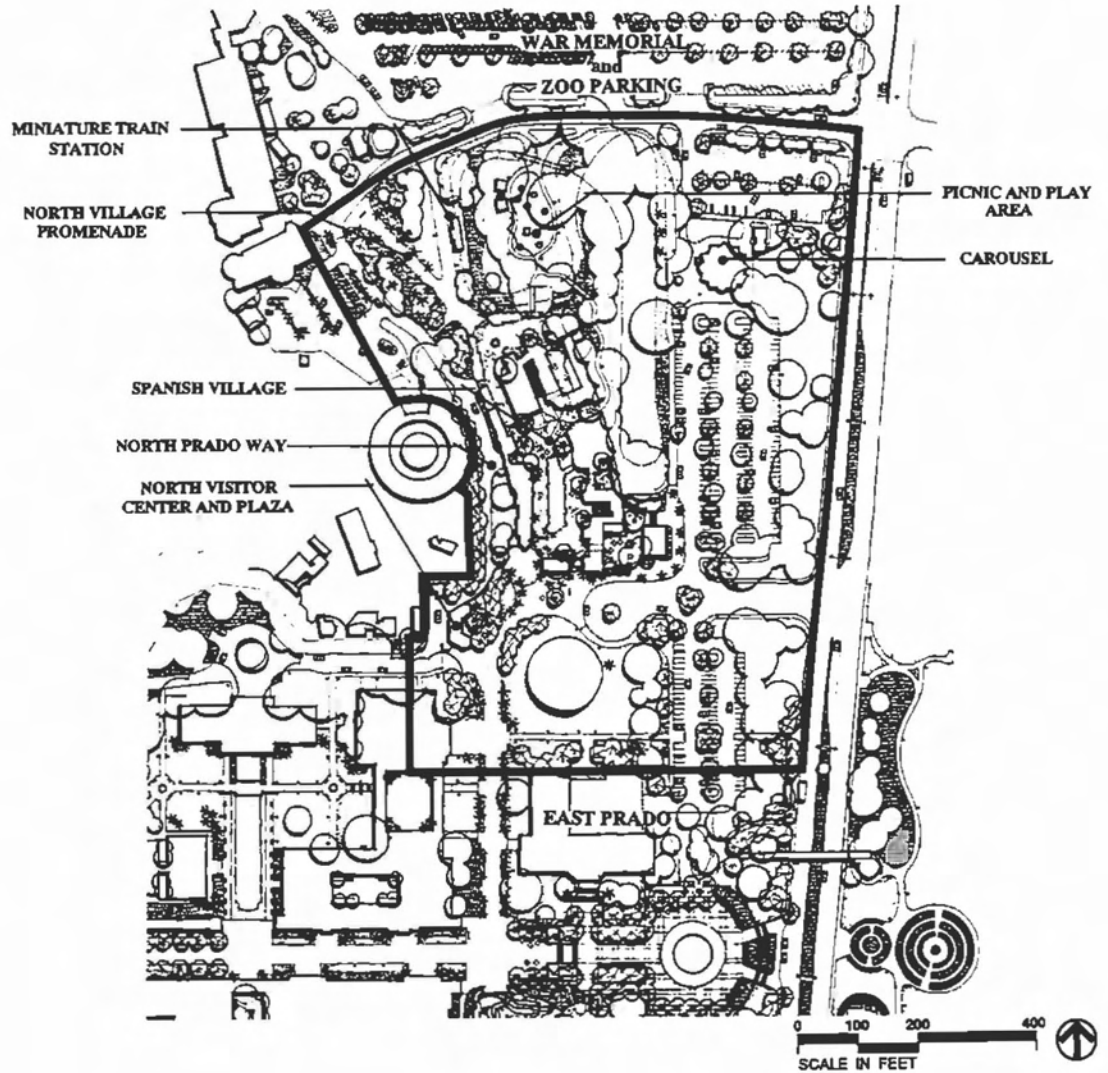 WAR MEMORIAL
and
ZOO PARKING
MINIATURE TRAIN
STATION
NORTH VILLAGE
PROMENADE
PICNIC AND PLAY
AREA
CAROUSEL
SPANISH VILLAGE
NORTH PRADO WAY
NORTH VISITOR
CENTER AND PLAZA
EAST PRADO
0 100 200 400
SCALE IN FEET